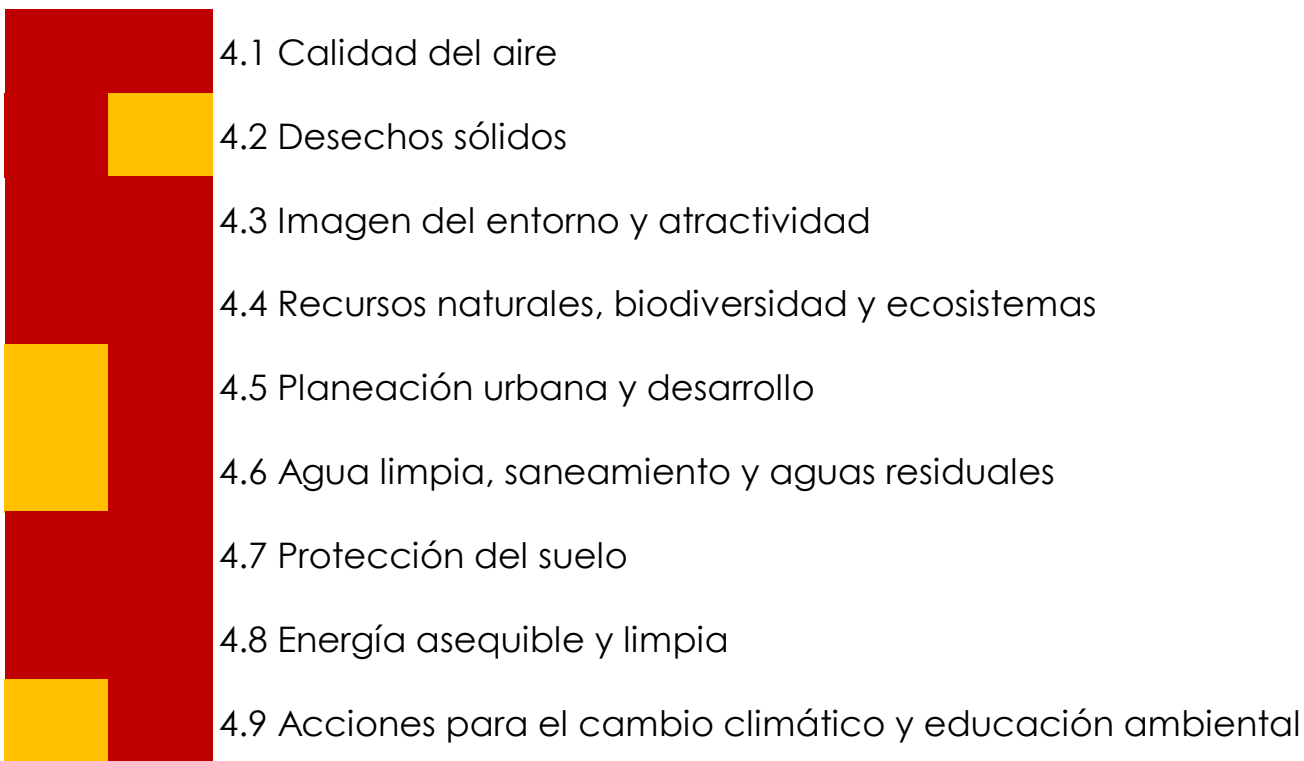 4.1 Calidad del aire
4.2 Desechos sólidos
4.3 Imagen del entorno y atractividad
4.4 Recursos naturales, biodiversidad y ecosistemas
4.5 Planeación urbana y desarrollo
4.6 Agua limpia, saneamiento y aguas residuales
4.7 Protección del suelo
4.8 Energía asequible y limpia
4.9 Acciones para el cambio climático y educación ambiental